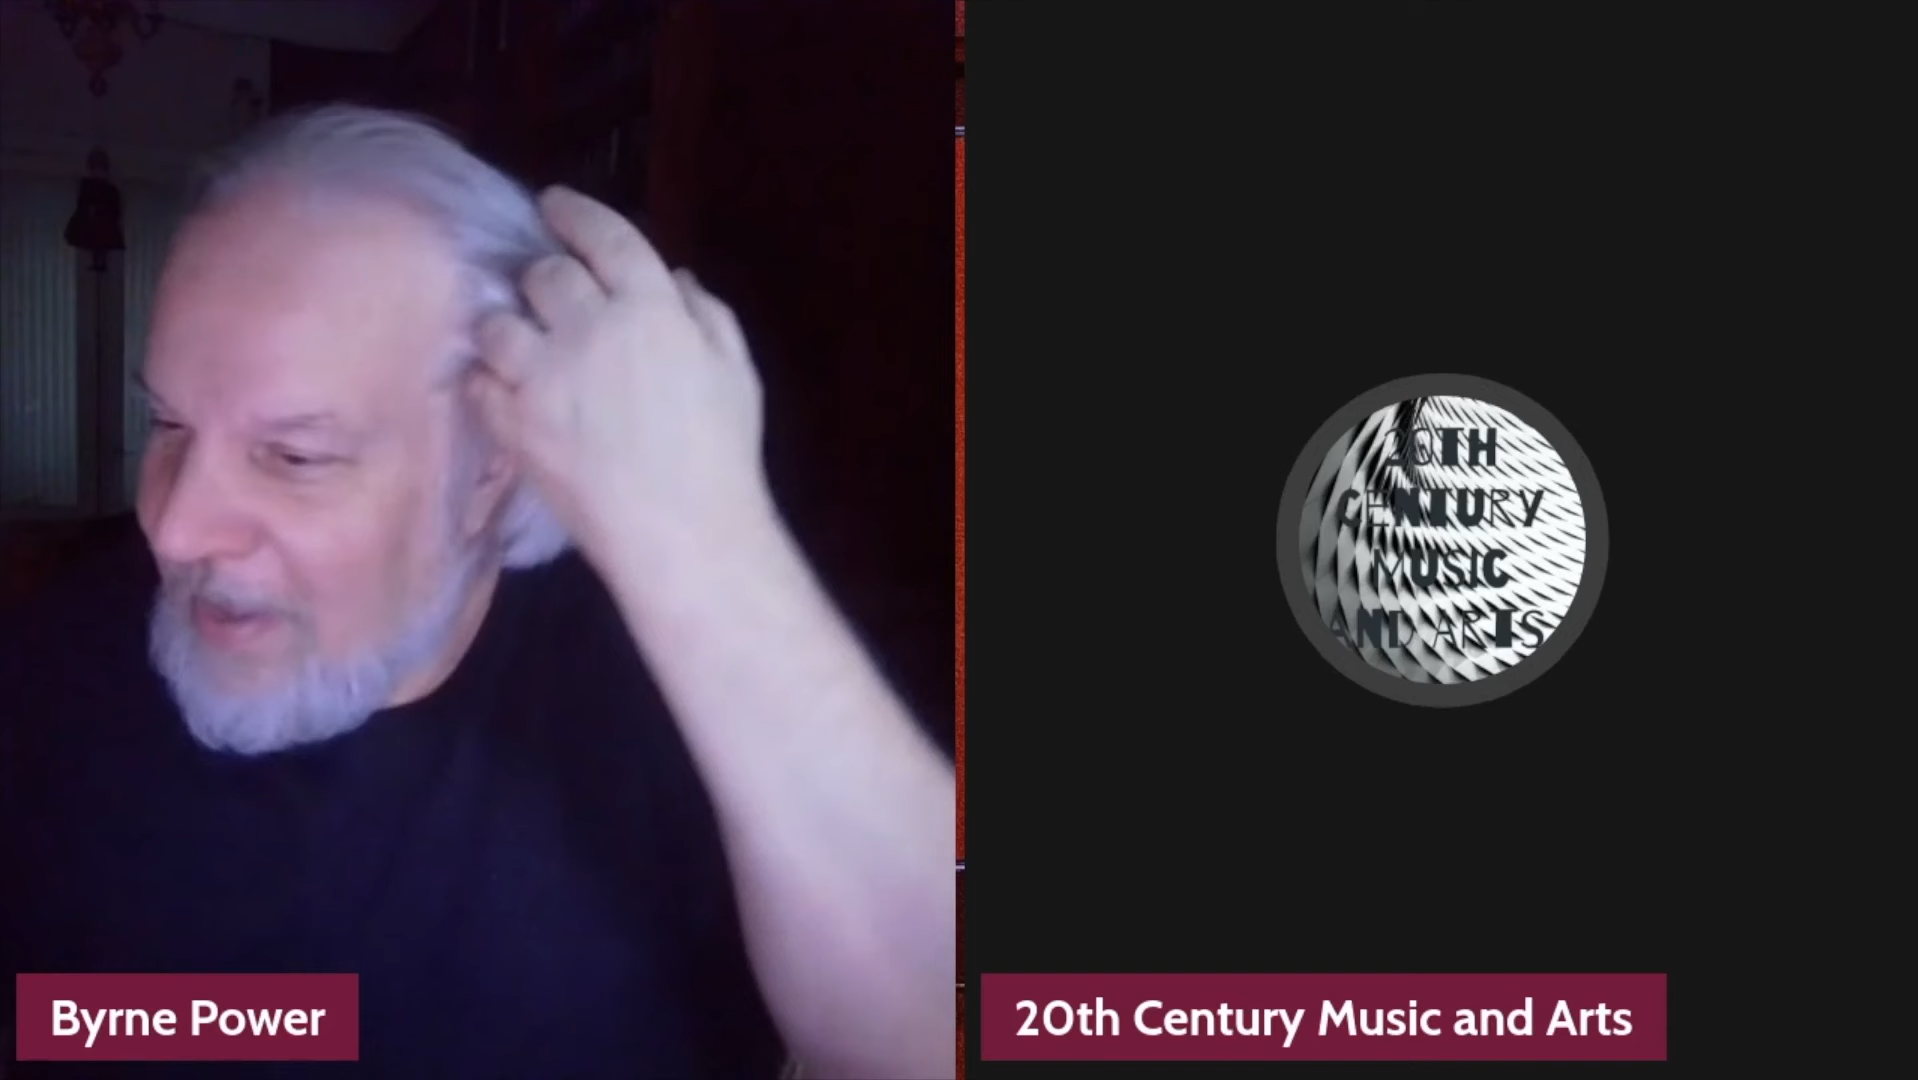 20TH
CENTURY
MUSIC
AND ARTS
Byrne Power
20th Century Music and Arts